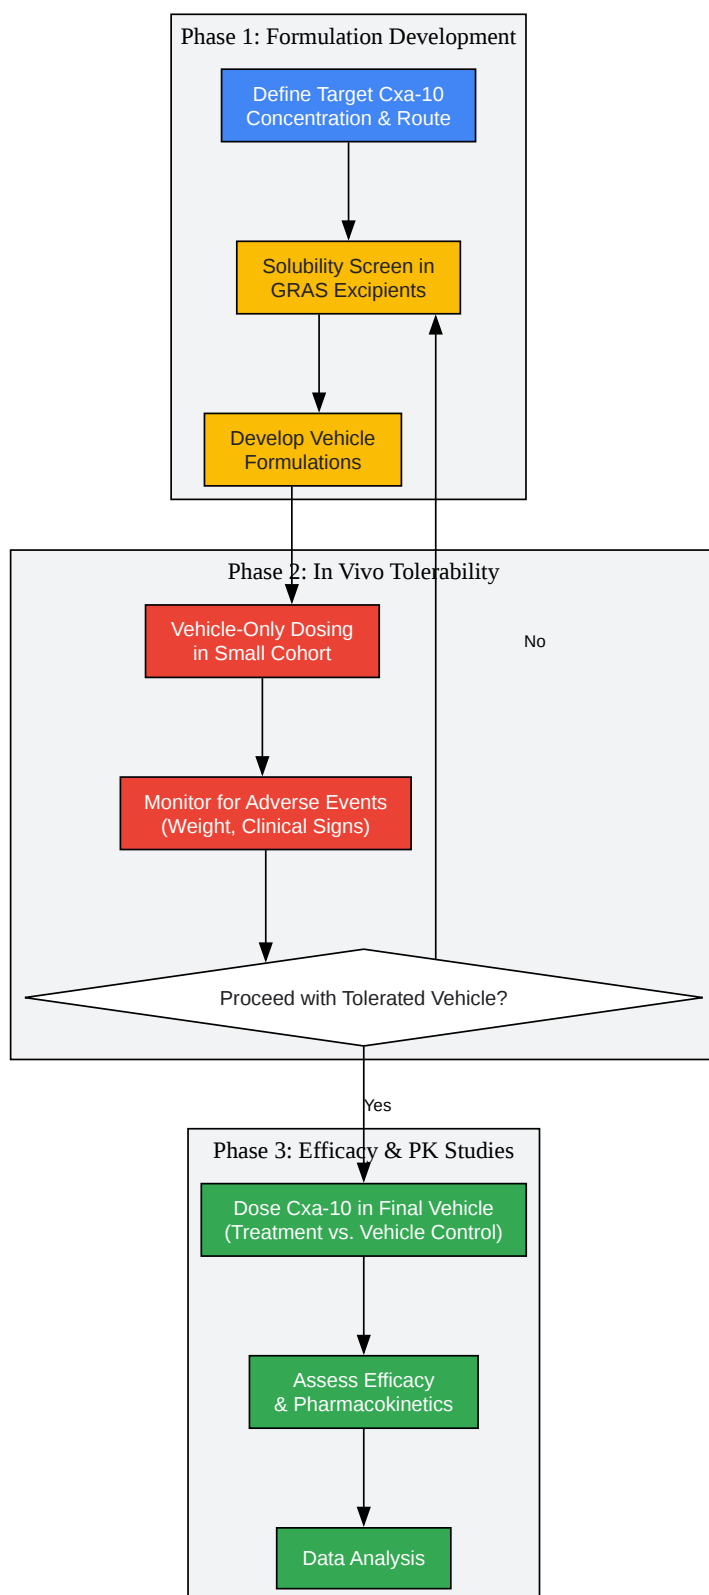 Phase 1: Formulation Development
Define Target Cxa-10
Concentration & Route
Solubility Screen in
GRAS Excipients
Develop Vehicle
Formulations
Phase 2: In Vivo Tolerability
Vehicle-Only Dosing
in Small Cohort
No
Monitor for Adverse Events
(Weight, Clinical Signs)
Proceed with Tolerated Vehicle?
Yes
Phase 3: Efficacy & PK Studies
Dose Cxa-10 in Final Vehicle
(Treatment vs. Vehicle Control)
Assess Efficacy
& Pharmacokinetics
Data Analysis